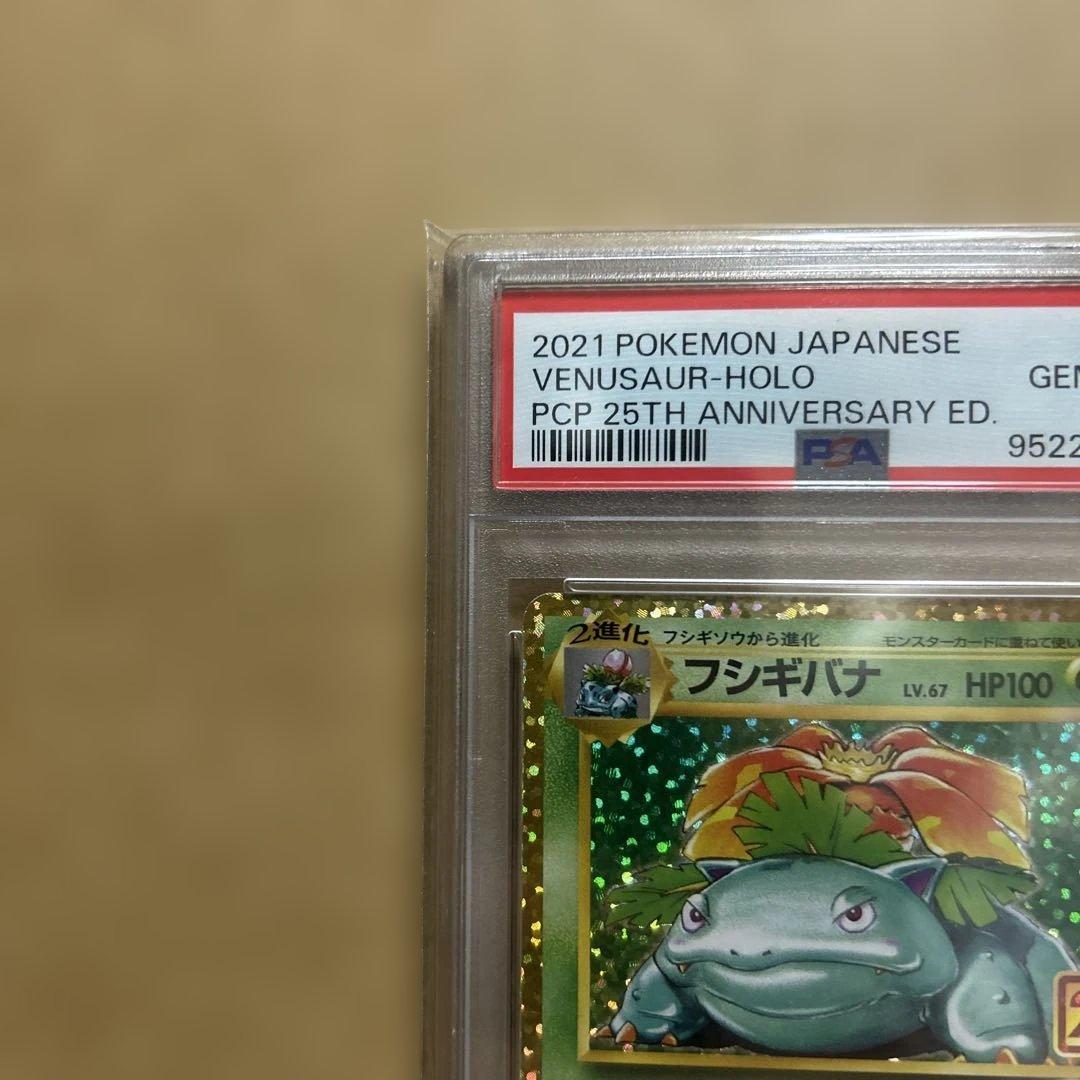 2021 POKEMON JAPANESE
VENUSAUR-HOLO GEM
PCP 25TH ANNIVERSARY ED.
PSA 9522
2進化 フシギソウから進化 モンスターカードに重ねて使い
フシギバナ LV.67 HP100